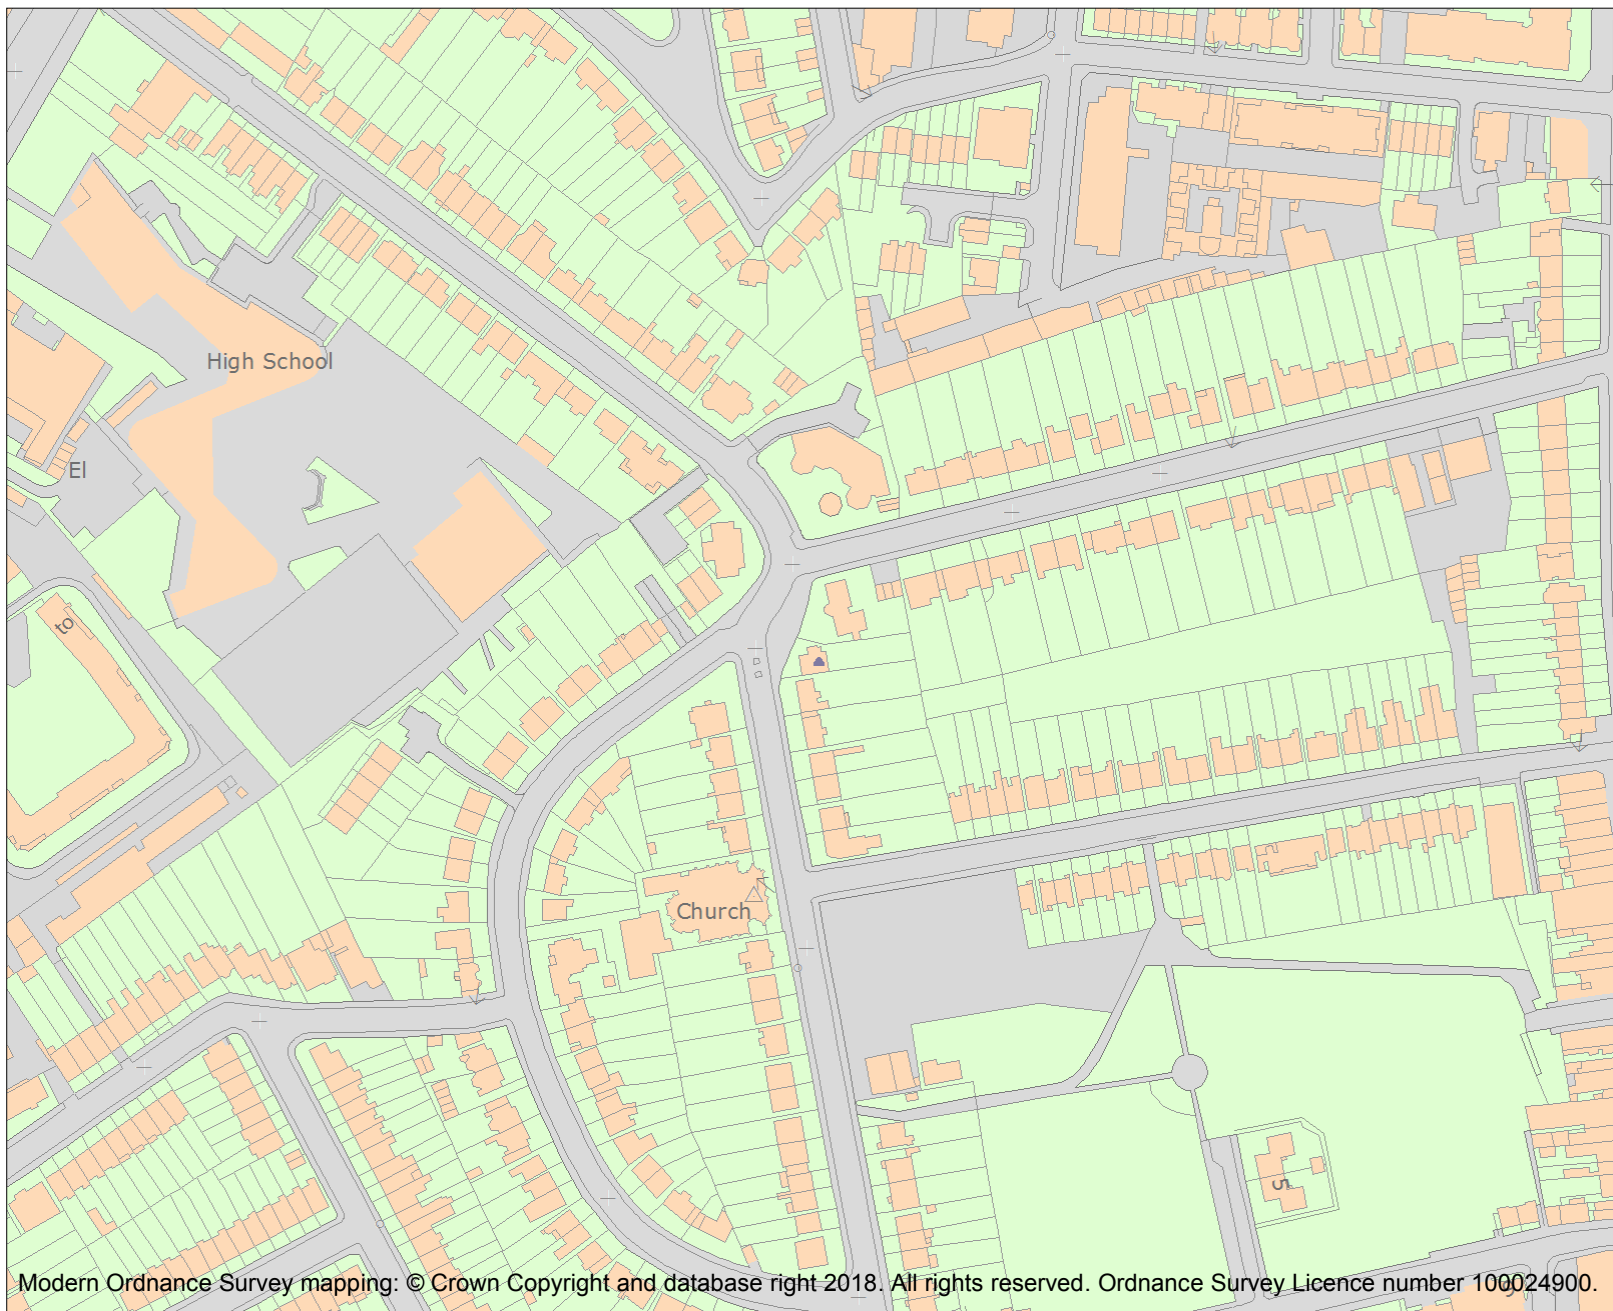 High School
El
to
Church
5
Modern Ordnance Survey mapping: © Crown Copyright and database right 2018. All rights reserved. Ordnance Survey Licence number 100024900.